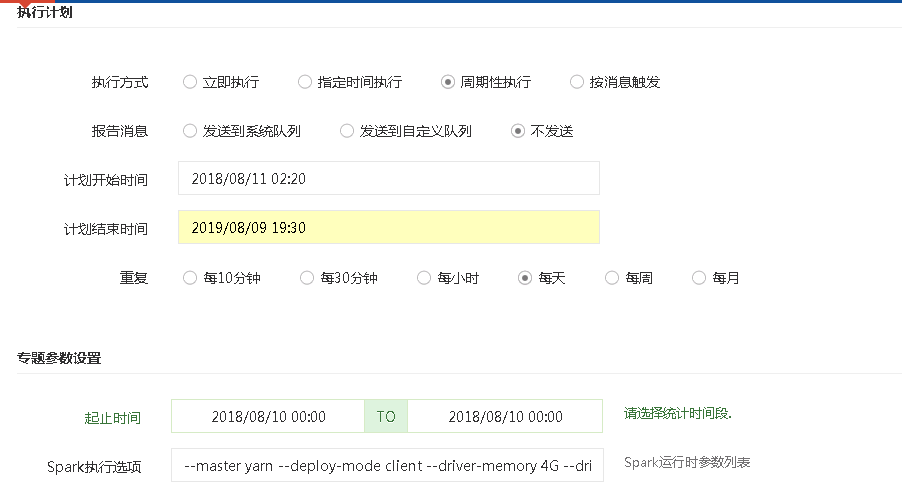 执行计划
执行方式 立即执行 指定时间执行 周期性执行 按消息触发
报告消息 发送到系统队列 发送到自定义队列 不发送
计划开始时间 2018/08/11 02:20
计划结束时间 2019/08/09 19:30
重复 每10分钟 每30分钟 每小时 每天 每周 每月
专题参数设置
起止时间 2018/08/10 00:00 TO 2018/08/10 00:00 请选择统计时间段.
Spark执行选项 --master yarn --deploy-mode client --driver-memory 4G --dri Spark运行时参数列表